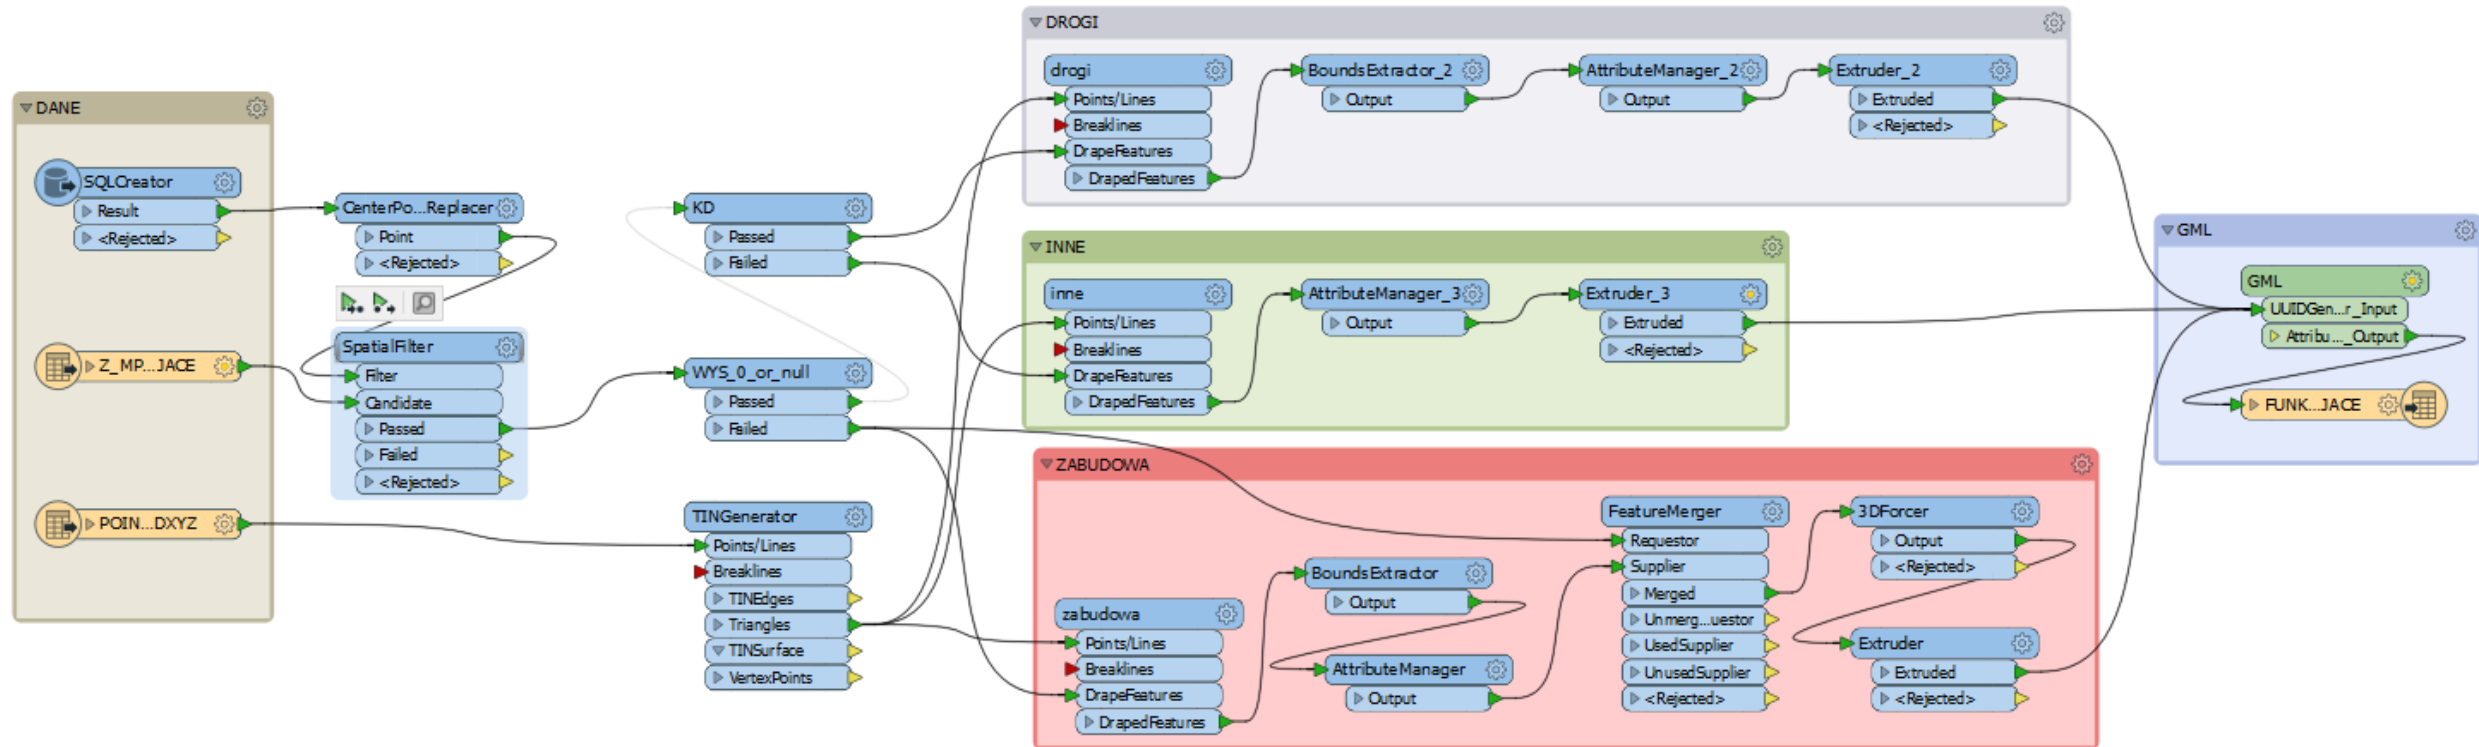 DANE
SQLCreator
Result
<Rejected>
Z_MP...JACE
POIN...DXYZ
CenterPo...Replacer
Point
<Rejected>
SpatialFilter
Filter
Candidate
Passed
Failed
<Rejected>
KD
Passed
Failed
WYS_0_or_null
Passed
Failed
TINGenerator
Points/Lines
Breaklines
TINEdges
Triangles
TINSurface
VertexPoints
DROGI
drogi
Points/Lines
Breaklines
DrapeFeatures
DrapedFeatures
BoundsExtractor_2
Output
AttributeManager_2
Output
Extruder_2
Extruded
<Rejected>
INNE
inne
Points/Lines
Breaklines
DrapeFeatures
DrapedFeatures
AttributeManager_3
Output
Extruder_3
Extruded
<Rejected>
ZABUDOWA
zabudowa
Points/Lines
Breaklines
DrapeFeatures
DrapedFeatures
BoundsExtractor
Output
AttributeManager
Output
FeatureMerger
Requestor
Supplier
Merged
Unmerg...uestor
UsedSupplier
UnusedSupplier
<Rejected>
3DForcer
Output
<Rejected>
Extruder
Extruded
<Rejected>
GML
GML
UUIDGen...r_Input
Attribu..._Output
FUNK...JACE